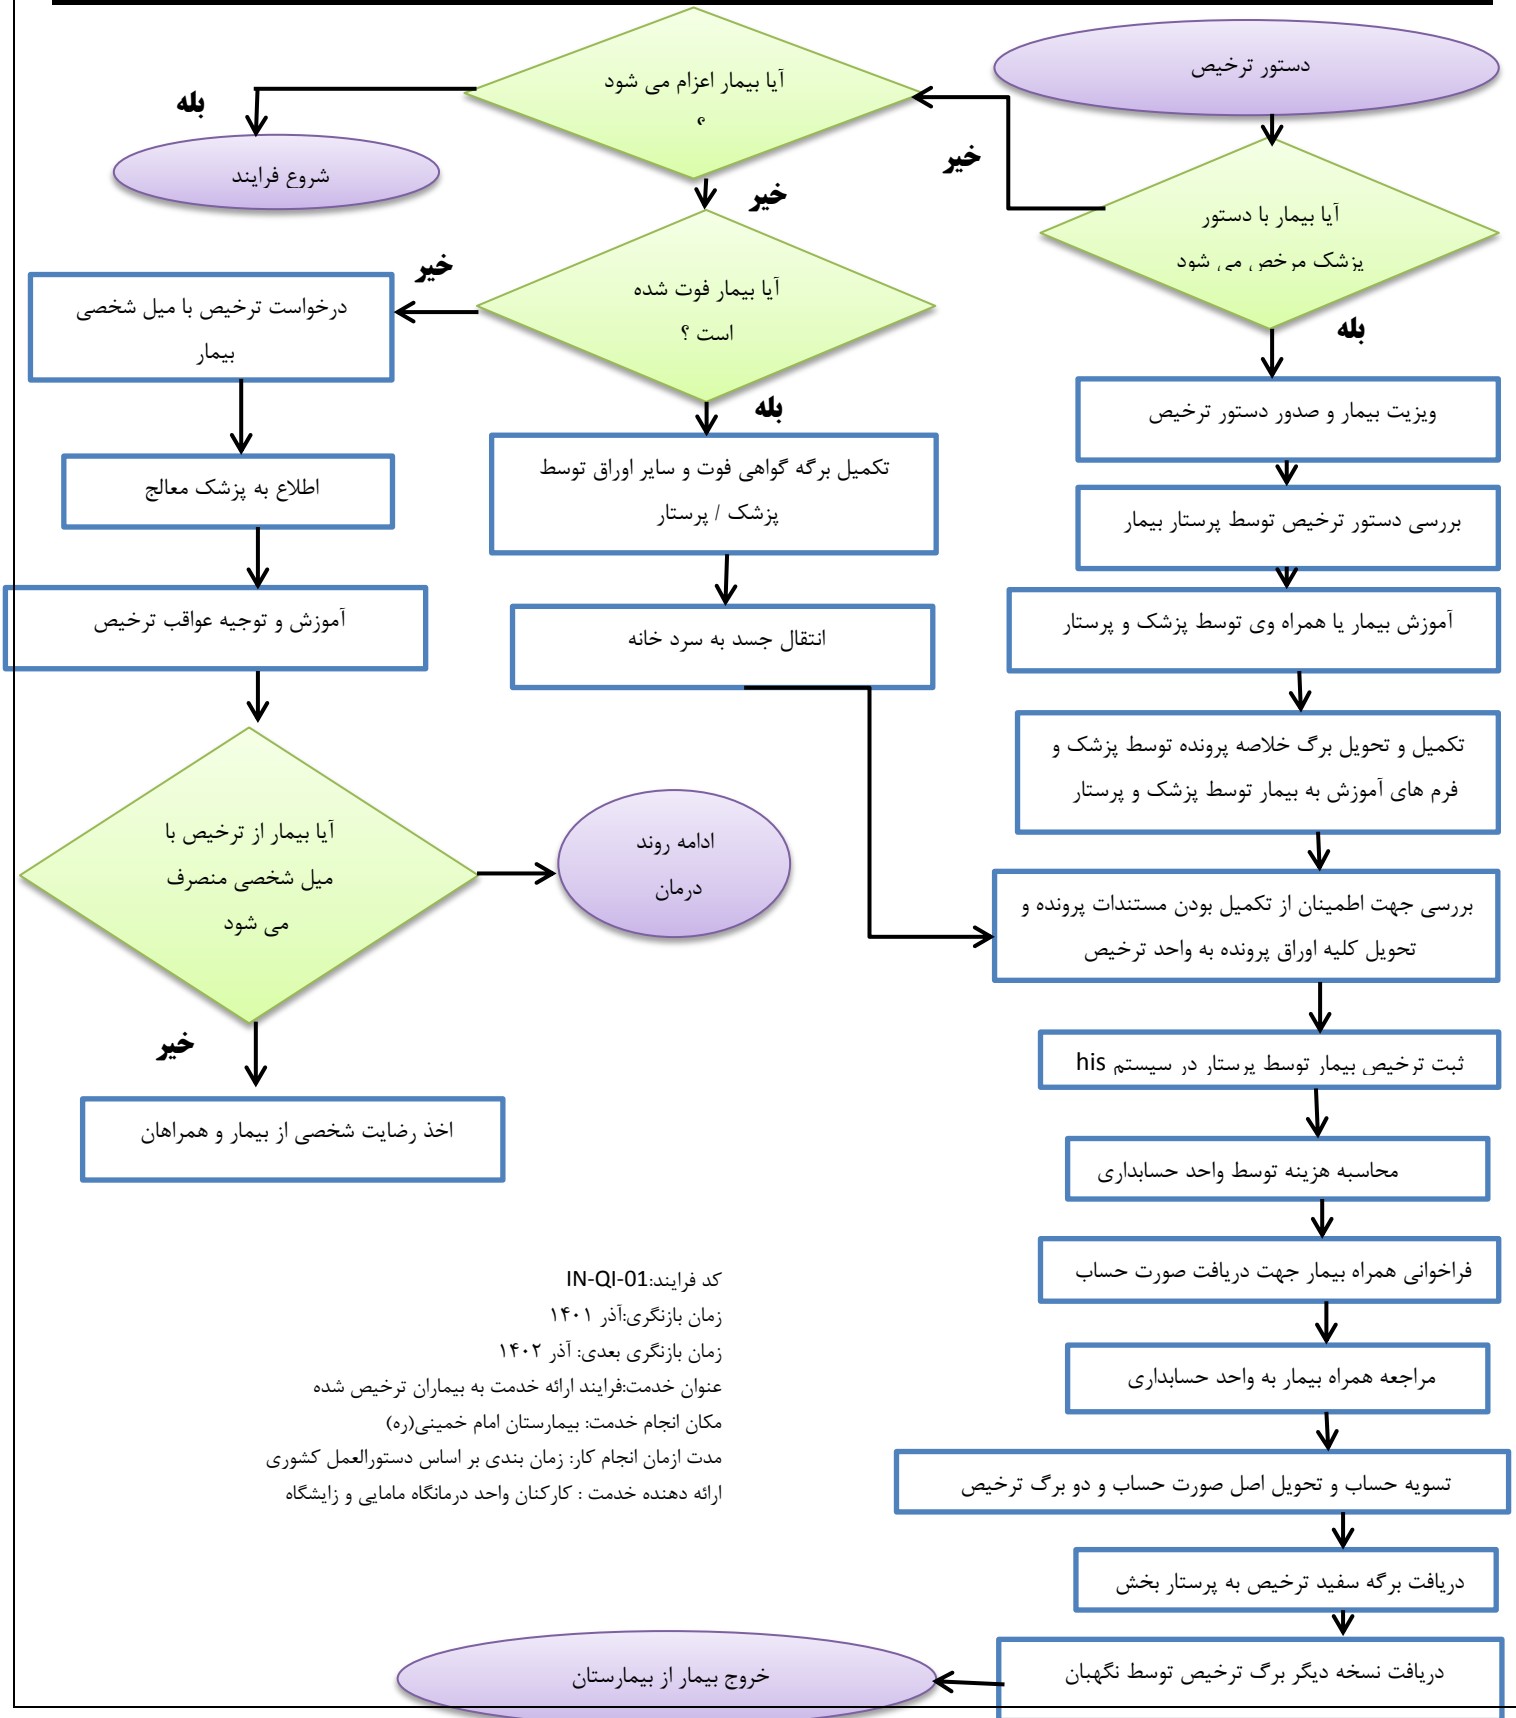 دستور ترخیص
آیا بیمار با دستور
پزشک مرخص می شود
خیر
بله
آیا بیمار اعزام می شود
؟
بله
شروع فرایند
خیر
آیا بیمار فوت شده
است ؟
خیر
بله
درخواست ترخیص با میل شخصی
بیمار
اطلاع به پزشک معالج
آموزش و توجیه عواقب ترخیص
آیا بیمار از ترخیص با
میل شخصی منصرف
می شود
ادامه روند
درمان
خیر
اخذ رضایت شخصی از بیمار و همراهان
تکمیل برگه گواهی فوت و سایر اوراق توسط
پزشک / پرستار
انتقال جسد به سرد خانه
ویزیت بیمار و صدور دستور ترخیص
بررسی دستور ترخیص توسط پرستار بیمار
آموزش بیمار یا همراه وی توسط پزشک و پرستار
تکمیل و تحویل برگ خلاصه پرونده توسط پزشک و
فرم های آموزش به بیمار توسط پزشک و پرستار
بررسی جهت اطمینان از تکمیل بودن مستندات پرونده و
تحویل کلیه اوراق پرونده به واحد ترخیص
ثبت ترخیص بیمار توسط پرستار در سیستم his
محاسبه هزینه توسط واحد حسابداری
فراخوانی همراه بیمار جهت دریافت صورت حساب
مراجعه همراه بیمار به واحد حسابداری
تسویه حساب و تحویل اصل صورت حساب و دو برگ ترخیص
دریافت برگه سفید ترخیص به پرستار بخش
دریافت نسخه دیگر برگ ترخیص توسط نگهبان
خروج بیمار از بیمارستان
کد فرایند:IN-QI-01
زمان بازنگری:آذر ۱۴۰۱
زمان بازنگری بعدی: آذر ۱۴۰۲
عنوان خدمت:فرایند ارائه خدمت به بیماران ترخیص شده
مکان انجام خدمت: بیمارستان امام خمینی(ره)
مدت ازمان انجام کار: زمان بندی بر اساس دستورالعمل کشوری
ارائه دهنده خدمت : کارکنان واحد درمانگاه مامایی و زایشگاه